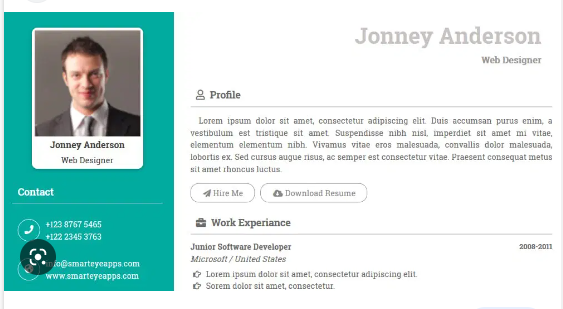 Jonney Anderson
Web Designer
Contact
+123 8767 5465
+122 2345 3763
info@smarteyeapps.com
www.smarteyeapps.com
Jonney Anderson
Web Designer
Profile
Lorem ipsum dolor sit amet, consectetur adipiscing elit. Duis accumsan purus enim, a
vestibulum est tristique sit amet. Suspendisse nibh nisl, imperdiet sit amet mi vitae,
elementum elementum nibh. Vivamus vitae eros malesuada, convallis dolor malesuada,
lobortis ex. Sed cursus augue risus, ac semper est consectetur vitae. Praesent consequat metus
sit amet rhoncus luctus.
Hire Me
Download Resume
Work Experiance
Junior Software Developer 2008-2011
Microsoft / United States
Lorem ipsum dolor sit amet, consectetur adipiscing elit.
Sorem dolor sit amet, consectetur.